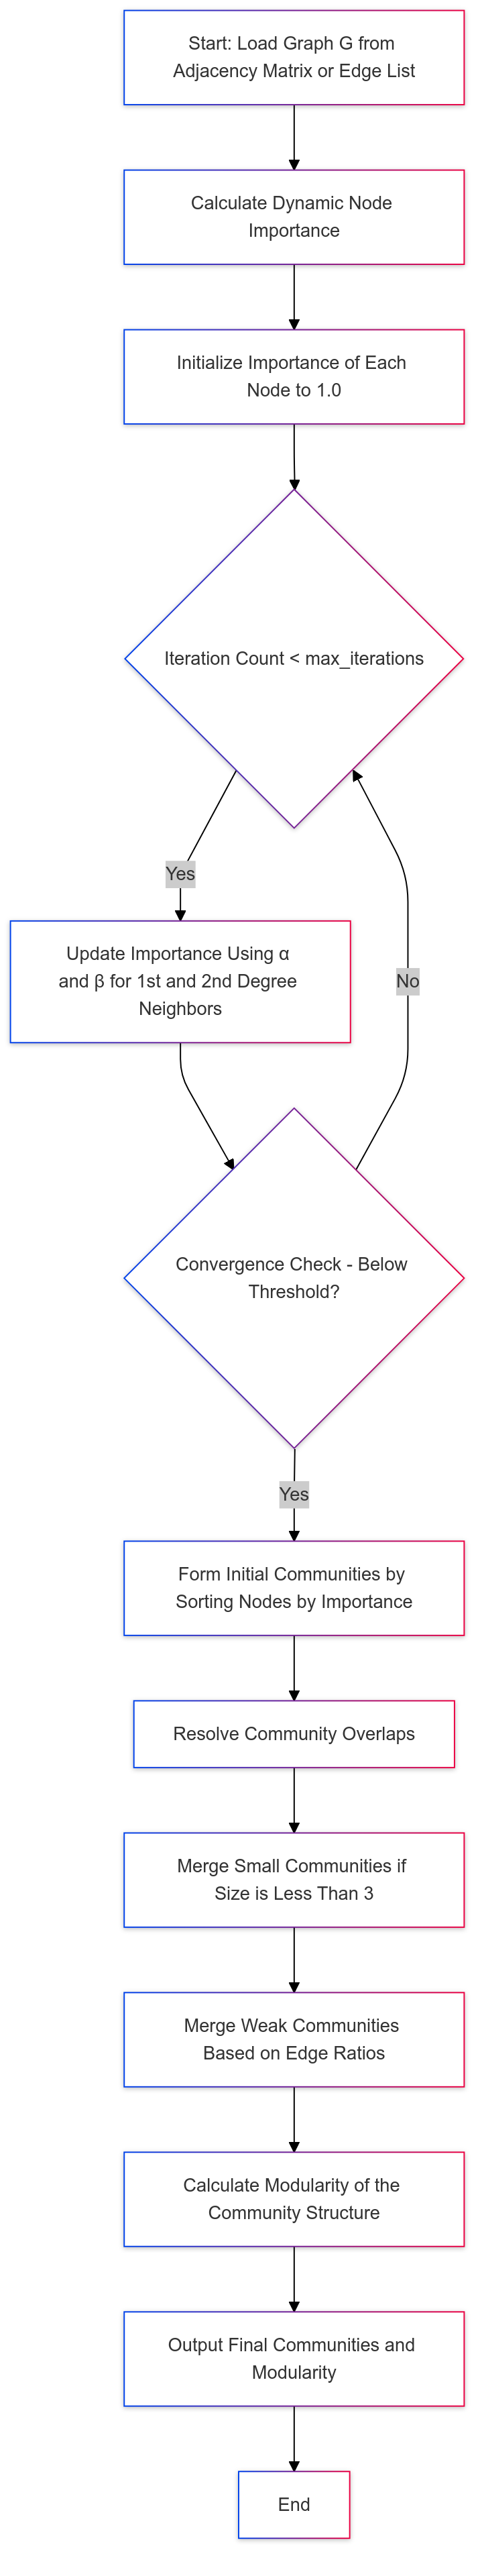 Start: Load Graph G from
Adjacency Matrix or Edge List
Calculate Dynamic Node
Importance
Initialize Importance of Each
Node to 1.0
Iteration Count < max_iterations
Yes
Update Importance Using α
and β for 1st and 2nd Degree
Neighbors
No
Convergence Check - Below
Threshold?
Yes
Form Initial Communities by
Sorting Nodes by Importance
Resolve Community Overlaps
Merge Small Communities if
Size is Less Than 3
Merge Weak Communities
Based on Edge Ratios
Calculate Modularity of the
Community Structure
Output Final Communities and
Modularity
End